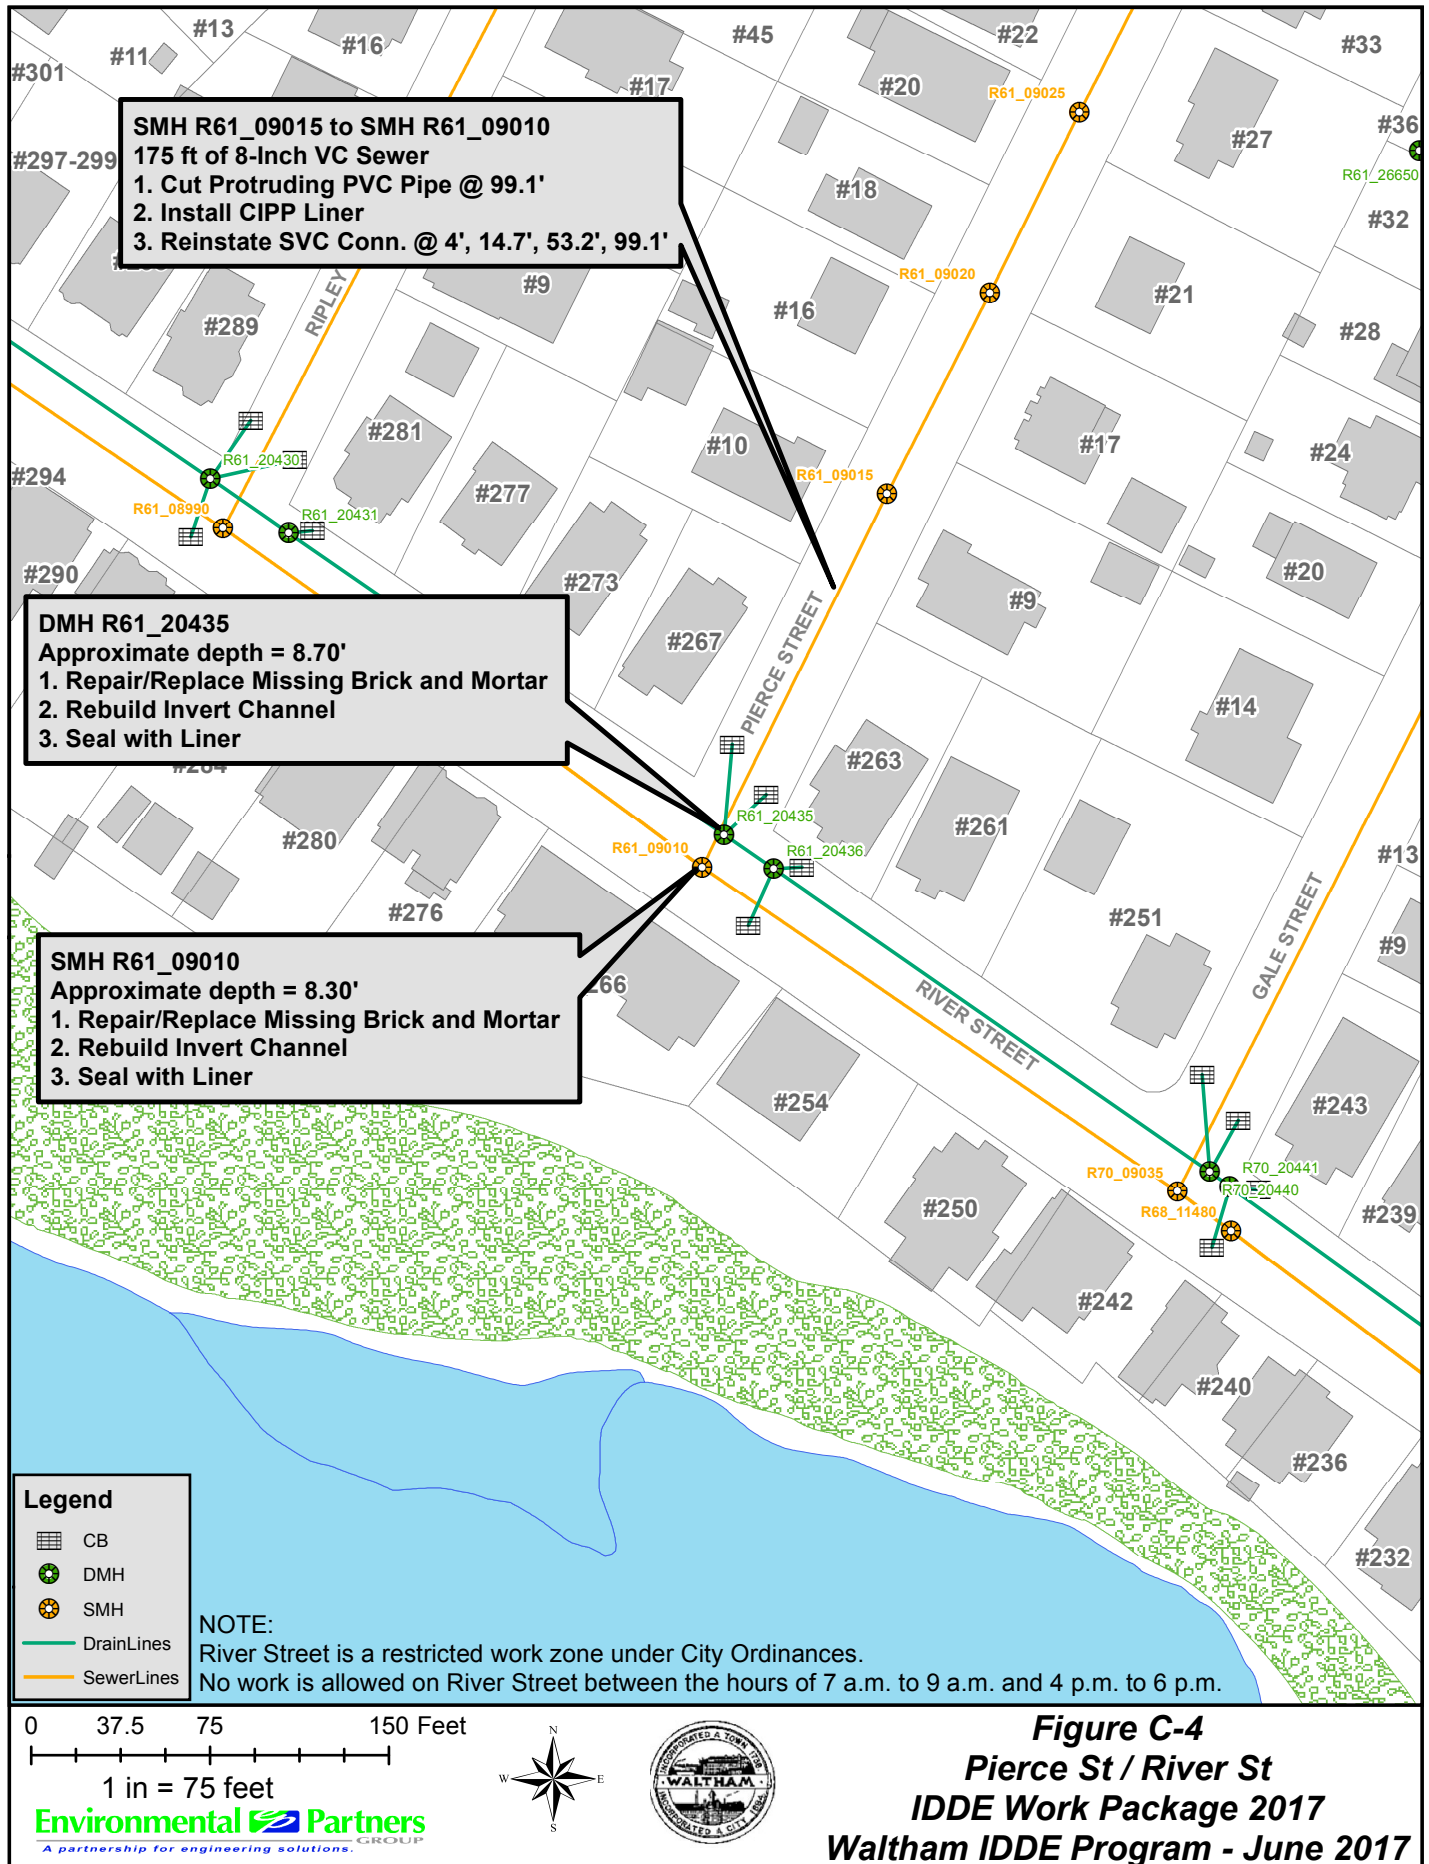 #13
#16
#11
#301
#45
#22
#33
#17
#20
R61_09025
#27
#36
R61_26650
#297-299
SMH R61_09015 to SMH R61_09010
175 ft of 8-Inch VC Sewer
1. Cut Protruding PVC Pipe @ 99.1'
2. Install CIPP Liner
3. Reinstate SVC Conn. @ 4', 14.7', 53.2', 99.1'
#18
#32
R61_09020
#9
#16
#21
#28
#289
RIPLEY
#281
#10
#17
#24
R61_20430
#294
R61_09015
#277
R61_08990
R61_20431
#290
#273
#9
#20
DMH R61_20435
Approximate depth = 8.70'
1. Repair/Replace Missing Brick and Mortar
2. Rebuild Invert Channel
3. Seal with Liner
#267
PIERCE STREET
#14
#263
R61_20435
#280
#261
R61_09010
R61_20436
#13
#276
#251
GALE STREET
#9
SMH R61_09010
Approximate depth = 8.30'
1. Repair/Replace Missing Brick and Mortar
2. Rebuild Invert Channel
3. Seal with Liner
266
RIVER STREET
#254
#243
R70_09035
R70_20441
R70_20440
R68_11480
#250
#239
#242
#240
#236
#232
Legend
CB
DMH
SMH
DrainLines
SewerLines
NOTE:
River Street is a restricted work zone under City Ordinances.
No work is allowed on River Street between the hours of 7 a.m. to 9 a.m. and 4 p.m. to 6 p.m.
0 37.5 75 150 Feet
1 in = 75 feet
Environmental Partners
GROUP
A partnership for engineering solutions.
N
W E
S
INCORPORATED A TOWN 1738
WALTHAM
INCORPORATED A CITY 1884
Figure C-4
Pierce St / River St
IDDE Work Package 2017
Waltham IDDE Program - June 2017